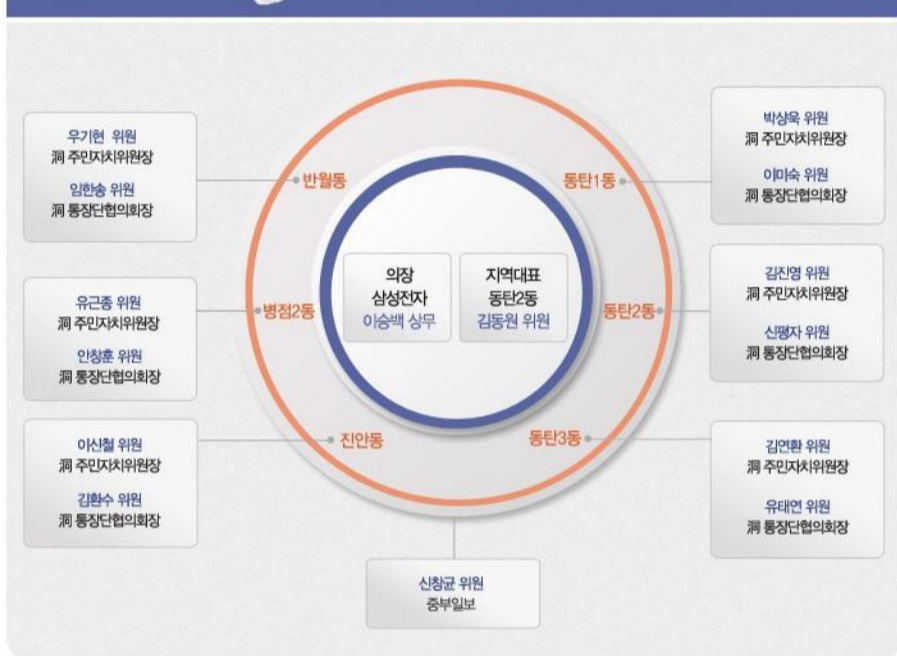 우기현 위원
洞 주민자치위원장
임한송 위원
洞 통장단협의회장
반월동
박상욱 위원
洞 주민자치위원장
이미숙 위원
洞 통장단협의회장
동탄1동
의장
삼성전자
이승백 상무
지역대표
동탄2동
김동원 위원
유근종 위원
洞 주민자치위원장
안창훈 위원
洞 통장단협의회장
병점2동
김진영 위원
洞 주민자치위원장
신평자 위원
洞 통장단협의회장
동탄2동
이신철 위원
洞 주민자치위원장
김환수 위원
洞 통장단협의회장
진안동
김연환 위원
洞 주민자치위원장
유태연 위원
洞 통장단협의회장
동탄3동
신창균 위원
중부일보